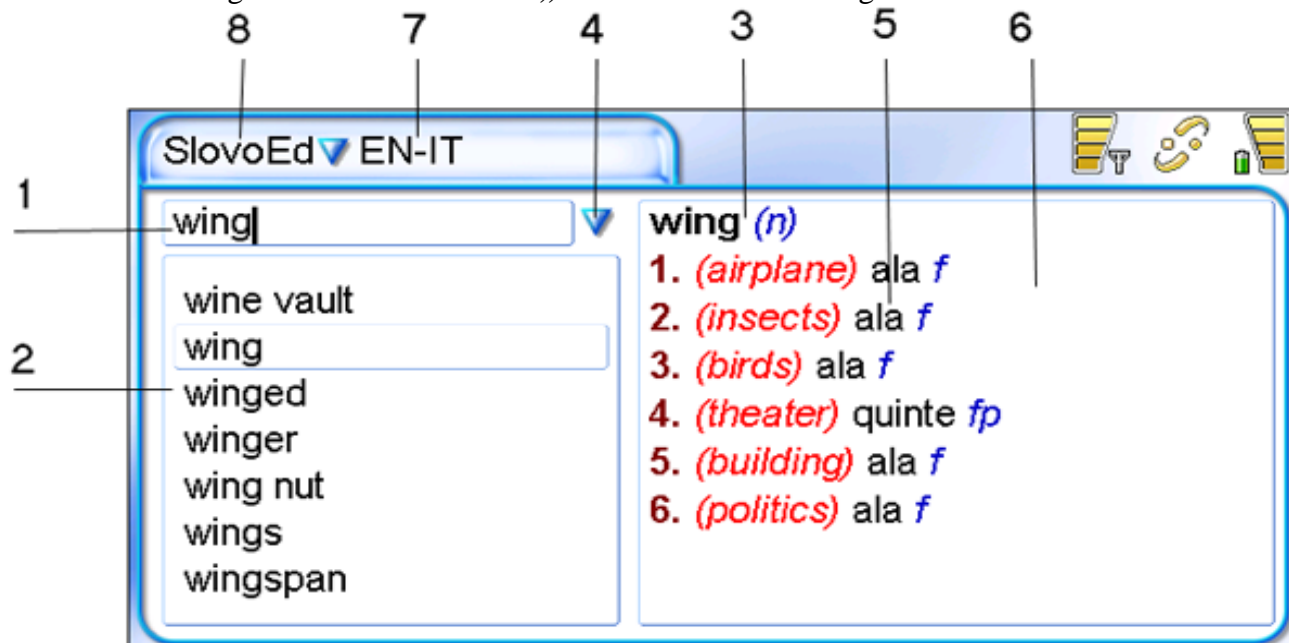 8 7 4 3 5 6
SlovoEd EN-IT
1
wing
2
wine vault
wing
winged
winger
wing nut
wings
wingspan
wing (n)
1. (airplane) ala f
2. (insects) ala f
3. (birds) ala f
4. (theater) quinte fp
5. (building) ala f
6. (politics) ala f